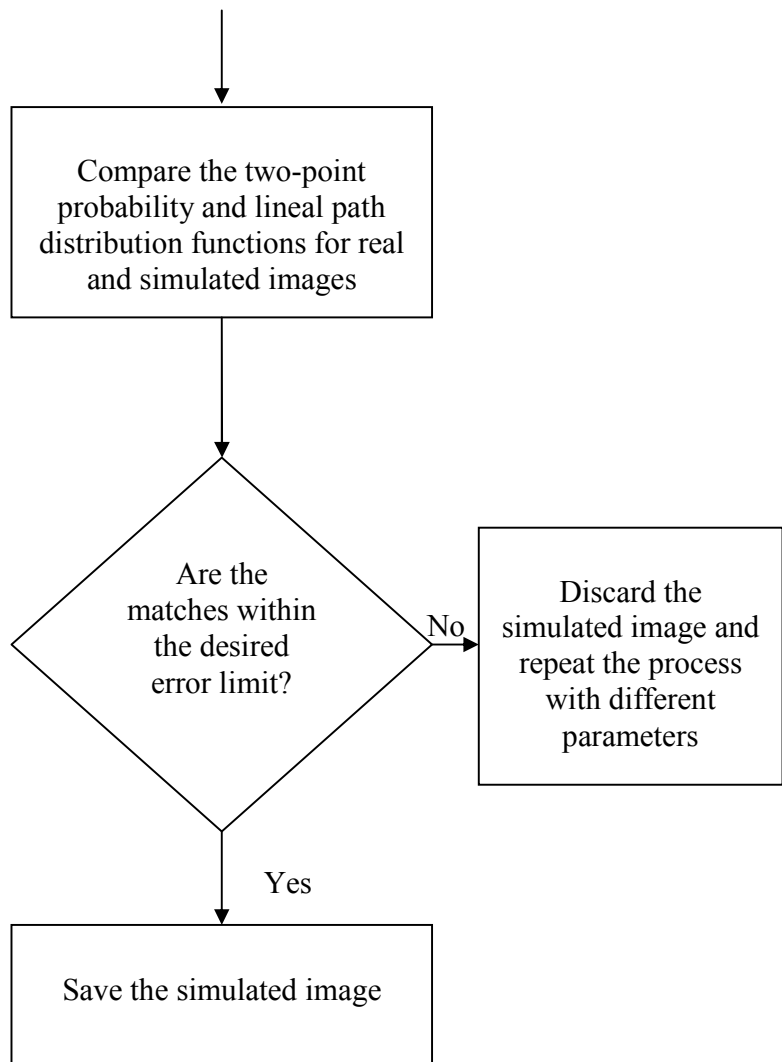 Compare the two-point
probability and lineal path
distribution functions for real
and simulated images
Are the
matches within
the desired
error limit?
No
Discard the
simulated image and
repeat the process
with different
parameters
Yes
Save the simulated image